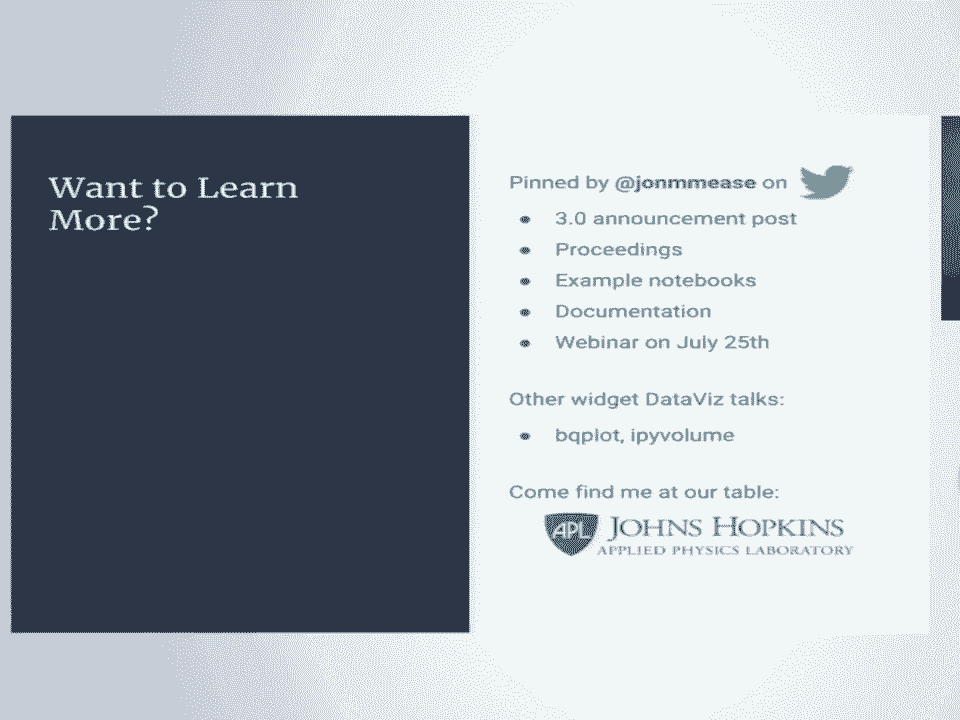 Want to Learn
More?
Pinned by @jonmmease on
3.0 announcement post
Proceedings
Example notebooks
Documentation
Webinar on July 25th
Other widget DataViz talks:
bqplot, ipyvolume
Come find me at our table:
APL JOHNS HOPKINS
APPLIED PHYSICS LABORATORY